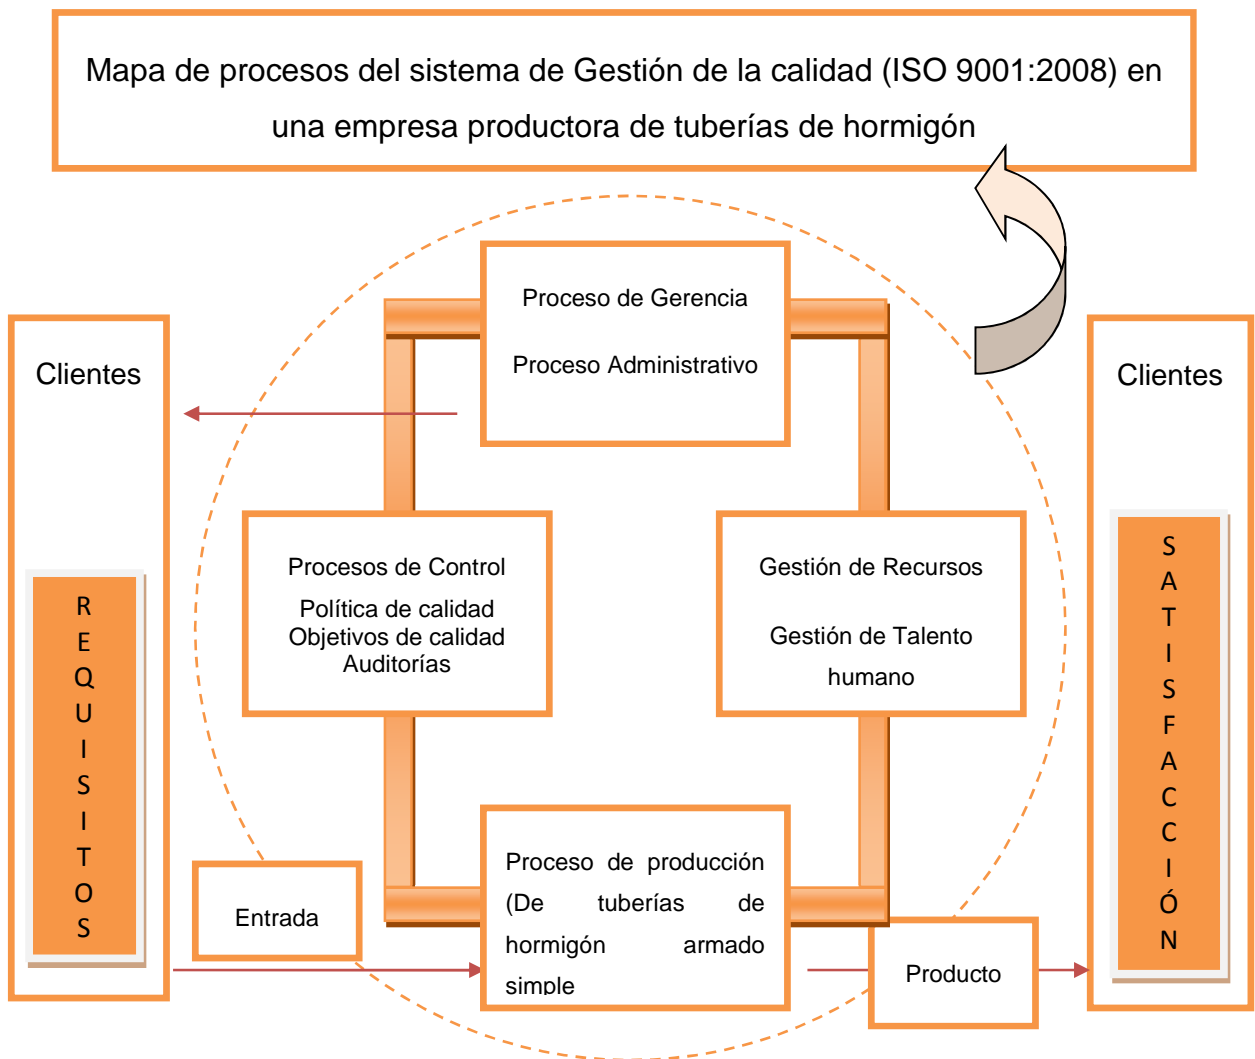 Mapa de procesos del sistema de Gestión de la calidad (ISO 9001:2008) en
una empresa productora de tuberías de hormigón
Proceso de Gerencia
Proceso Administrativo
Clientes
REQUISITOS
Procesos de Control
Política de calidad
Objetivos de calidad
Auditorías
Gestión de Recursos
Gestión de Talento
humano
Clientes
SATISFACCIÓN
Entrada
Proceso de producción
(De tuberías de
hormigón armado
simple
Producto